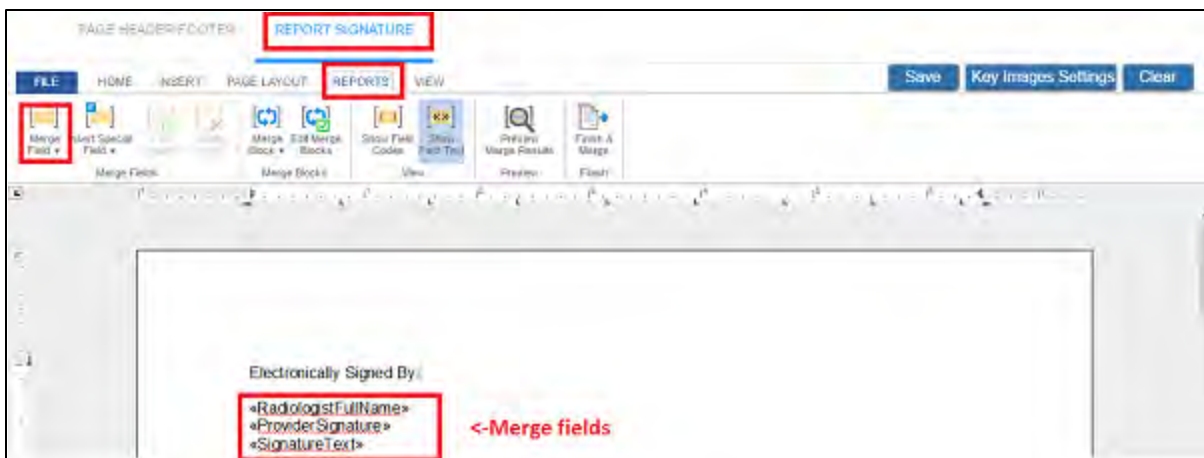 PAGE HEADER/FOOTER REPORT SIGNATURE
FILE HOME INSERT PAGE LAYOUT REPORTS VIEW Save Key Images Settings Clear
Merge Field Insert Special Field Merge Block Edit Merge Blocks Show Field Codes Show Field Text Preview Merge Results Finish & Merge
Merge Fields Merge Blocks View Preview Finish
Electronically Signed By:
«RadiologistFullName»
«ProviderSignature» <-Merge fields
«SignatureText»